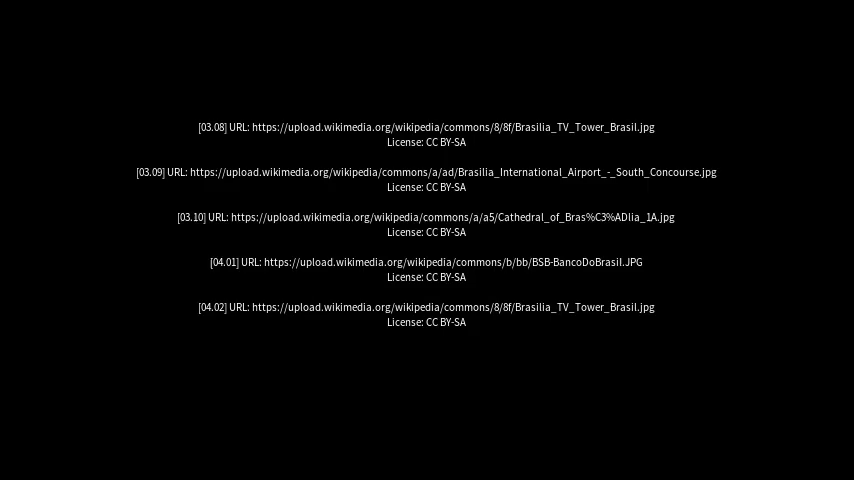 [03.08] URL: https://upload.wikimedia.org/wikipedia/commons/8/8f/Brasilia_TV_Tower_Brasil.jpg
License: CC BY-SA
[03.09] URL: https://upload.wikimedia.org/wikipedia/commons/a/ad/Brasilia_International_Airport_-_South_Concourse.jpg
License: CC BY-SA
[03.10] URL: https://upload.wikimedia.org/wikipedia/commons/a/a5/Cathedral_of_Bras%C3%ADlia_1A.jpg
License: CC BY-SA
[04.01] URL: https://upload.wikimedia.org/wikipedia/commons/b/bb/BSB-BancoDoBrasil.JPG
License: CC BY-SA
[04.02] URL: https://upload.wikimedia.org/wikipedia/commons/8/8f/Brasilia_TV_Tower_Brasil.jpg
License: CC BY-SA